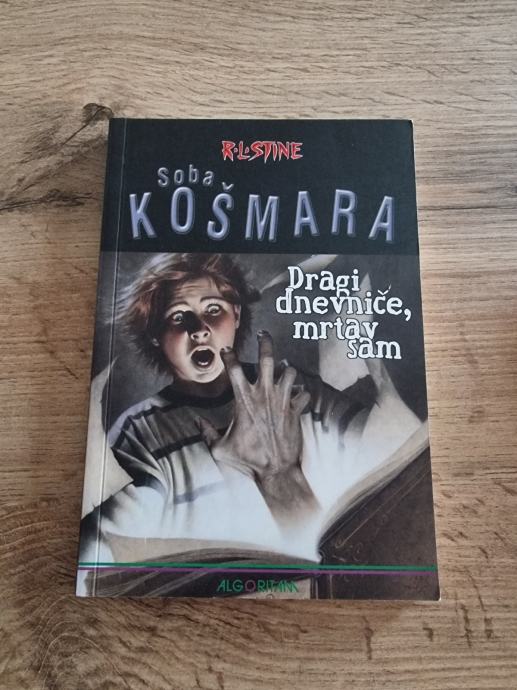 R.L.STINE
Soba
KOŠMARA
Dragi
dnevniče,
mrtav
sam
ALGORITAM